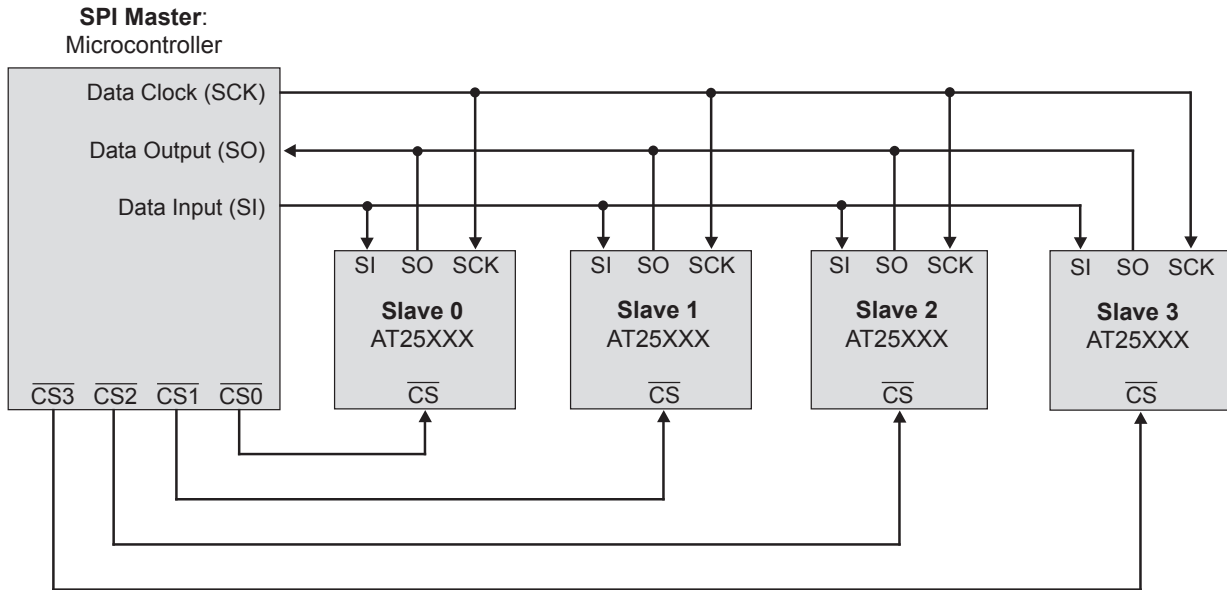 SPI Master:
Microcontroller
Data Clock (SCK)
Data Output (SO)
Data Input (SI)
CS3 CS2 CS1 CS0
SI SO SCK
Slave 0
AT25XXX
CS
SI SO SCK
Slave 1
AT25XXX
CS
SI SO SCK
Slave 2
AT25XXX
CS
SI SO SCK
Slave 3
AT25XXX
CS